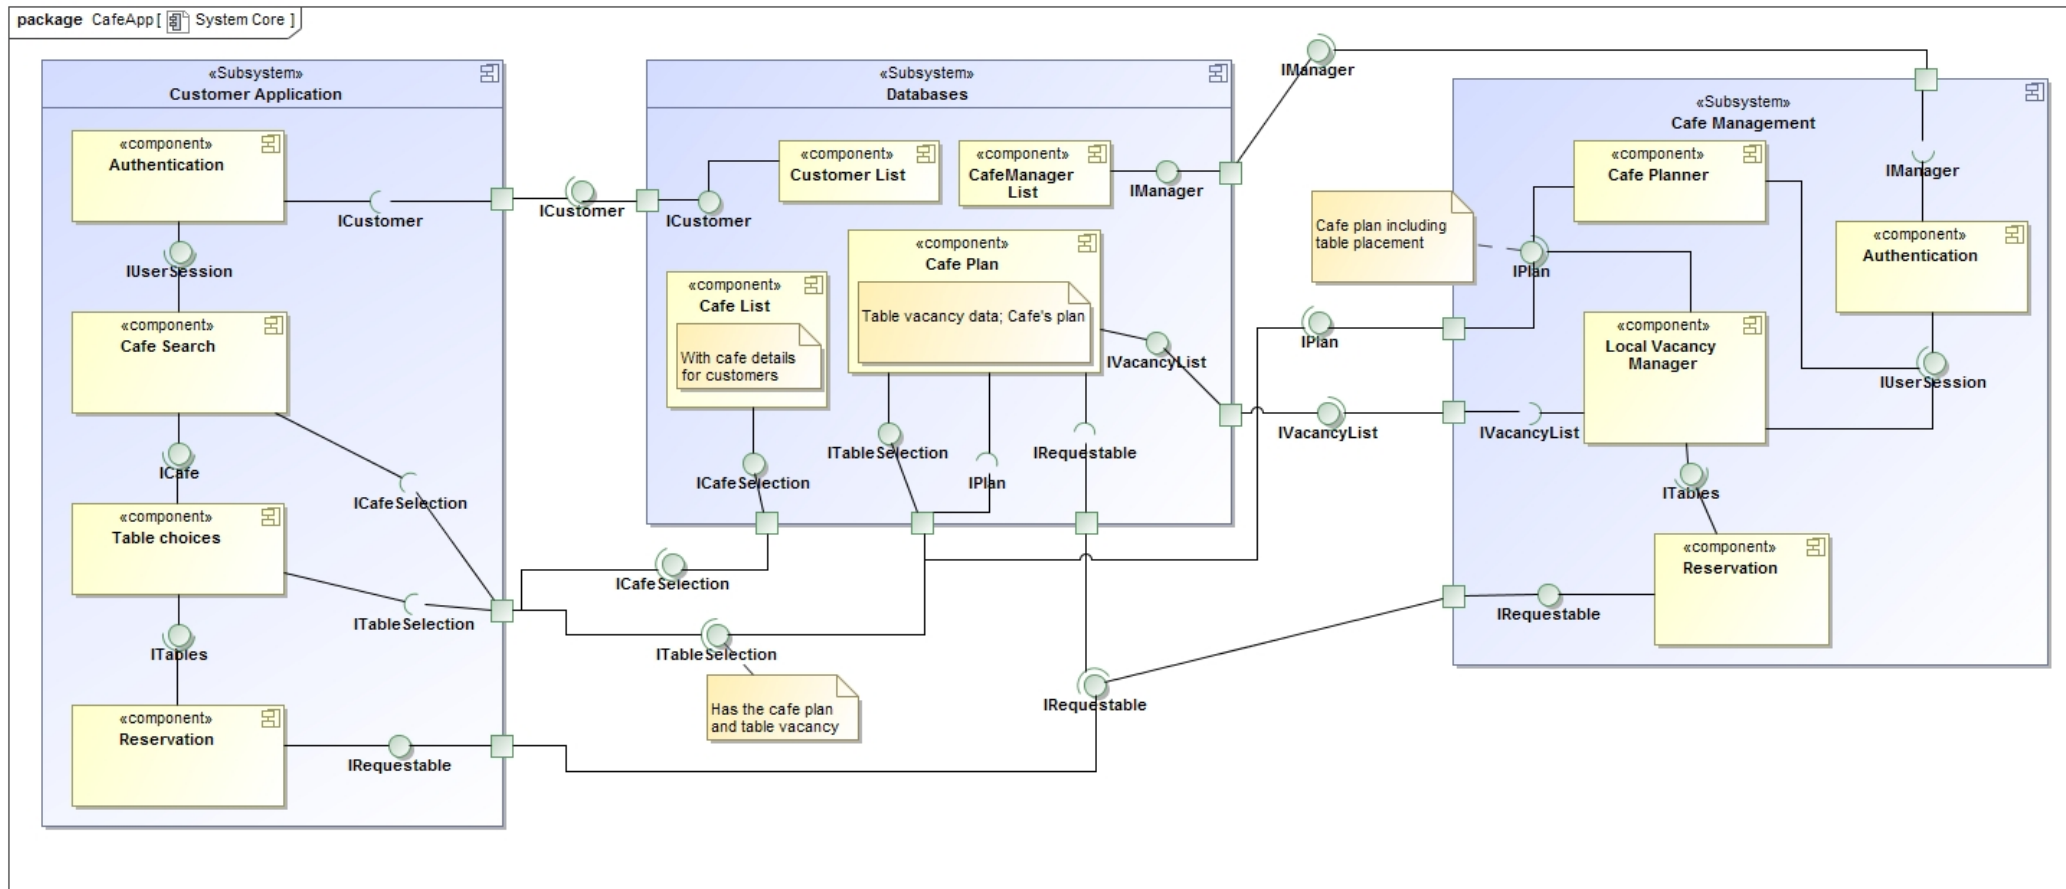 package CafeApp [ System Core ]
«Subsystem»
Customer Application
«component»
Authentication
ICustomer
IUserSession
«component»
Cafe Search
ICafe
ICafeSelection
«component»
Table choices
ITableSelection
ITables
«component»
Reservation
IRequestable
ICustomer
ICafeSelection
ITableSelection
Has the cafe plan
and table vacancy
«Subsystem»
Databases
«component»
Customer List
ICustomer
«component»
CafeManager
List
IManager
«component»
Cafe List
With cafe details
for customers
ICafeSelection
«component»
Cafe Plan
Table vacancy data; Cafe's plan
IVacancyList
ITableSelection
IPlan
IRequestable
IManager
IPlan
IVacancyList
IRequestable
Cafe plan including
table placement
«Subsystem»
Cafe Management
«component»
Cafe Planner
IManager
IPlan
«component»
Authentication
«component»
Local Vacancy
Manager
IUserSession
IVacancyList
ITables
«component»
Reservation
IRequestable